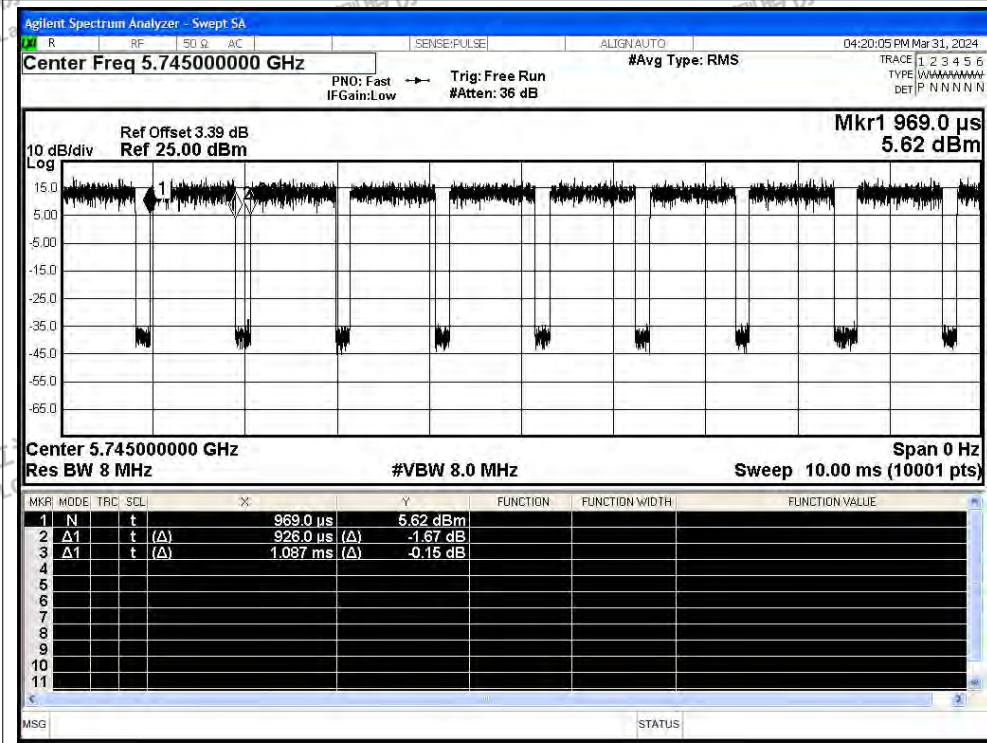 Agilent Spectrum Analyzer - Swept SA
LXI R RF 50 Ω AC SENSE:PULSE ALIGN AUTO 04:20:05 PM Mar 31, 2024
Center Freq 5.745000000 GHz
PNO: Fast
IFGain:Low
Trig: Free Run
#Atten: 36 dB
#Avg Type: RMS
TRACE 1 2 3 4 5 6
TYPE WWWWWWW
DET P N N N N N
Mkr1 969.0 µs
5.62 dBm
Ref Offset 3.39 dB
10 dB/div Ref 25.00 dBm
Log
15.0
5.00
-5.00
-15.0
-25.0
-35.0
-45.0
-55.0
-65.0
1
Center 5.745000000 GHz Span 0 Hz
Res BW 8 MHz #VBW 8.0 MHz Sweep 10.00 ms (10001 pts)
MKR MODE TRC SCL X Y FUNCTION FUNCTION WIDTH FUNCTION VALUE
1 N t 969.0 µs 5.62 dBm
2 Δ1 t (Δ) 926.0 µs (Δ) -1.67 dB
3 Δ1 t (Δ) 1.087 ms (Δ) -0.15 dB
4
5
6
7
8
9
10
11
MSG STATUS